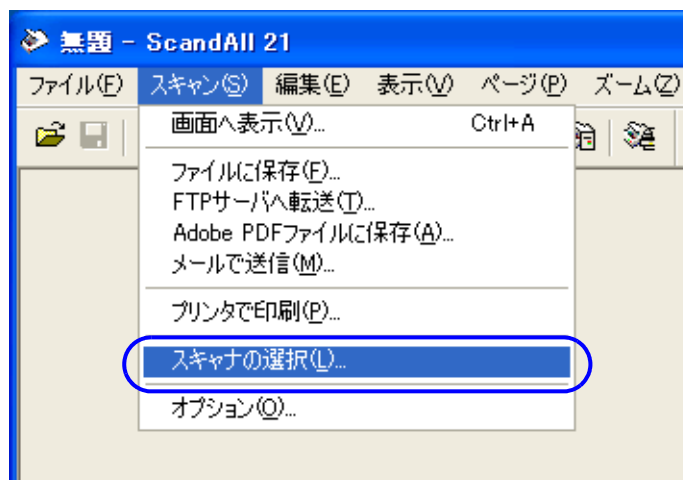 無題 - ScandAll 21
ファイル(F) スキャン(S) 編集(E) 表示(V) ページ(P) ズーム(Z)
画面へ表示(V)... Ctrl+A
ファイルに保存(F)...
FTPサーバへ転送(T)...
Adobe PDFファイルに保存(A)...
メールで送信(M)...
プリンタで印刷(P)...
スキャナの選択(L)...
オプション(O)...